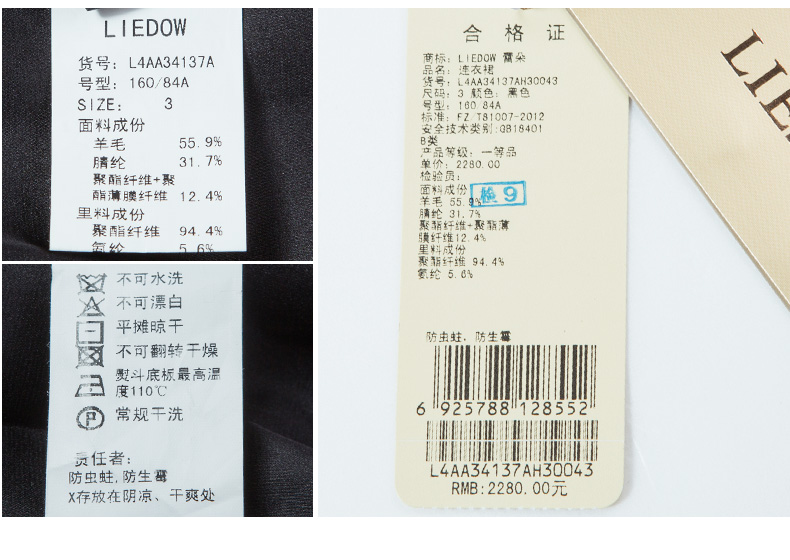 LIEDOW
货号: L4AA34137A
号型: 160/84A
SIZE: 3
面料成份
羊毛 55.9%
腈纶 31.7%
聚酯纤维+聚
酯薄膜纤维 12.4%
里料成份
聚酯纤维 94.4%
氨纶 5.6%
不可水洗
不可漂白
平摊晾干
不可翻转干燥
熨斗底板最高温
度110℃
P
常规干洗
责任者:
防虫蛀,防生霉
X存放在阴凉、干爽处
合格证
商标: LIEDOW 蕾朵
品名: 连衣裙
货号: L4AA34137AH30043
尺码: 3 颜色: 黑色
号型: 160/84A
标准: FZ/T81007-2012
安全技术类别:GB18401
B类
产品等级: 一等品
单价: 2280.00
检验员:
检9
面料成份
羊毛 55.9%
腈纶 31.7%
聚酯纤维+聚酯薄
膜纤维12.4%
里料成份
聚酯纤维 94.4%
氨纶 5.6%
防虫蛀, 防生霉
6 925788 128552
L4AA34137AH30043
RMB:2280.00元
LIE